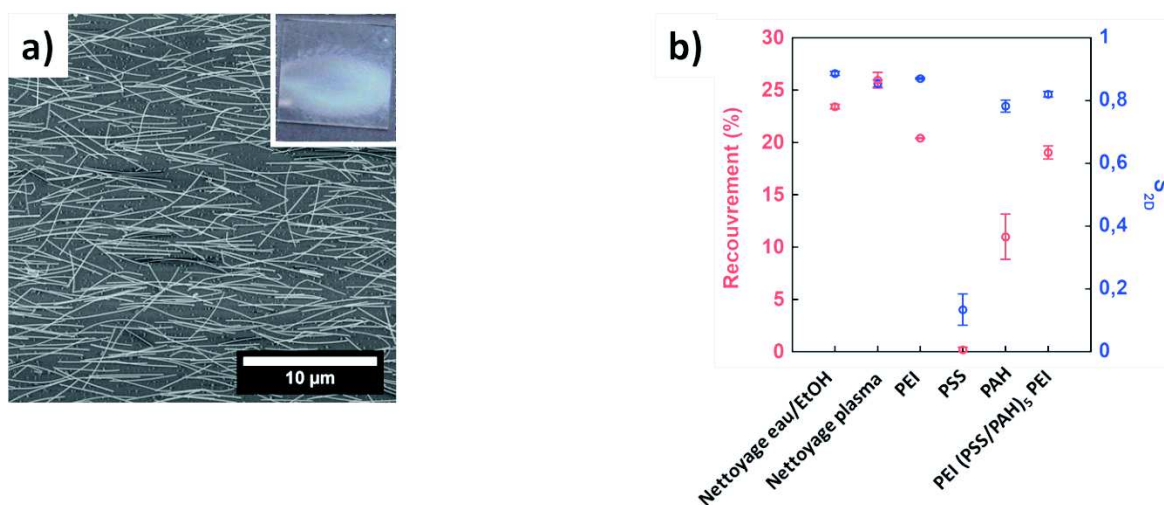 a)
10 µm
b)
Recouvrement (%)
30
25
20
15
10
5
0
1
0,8
0,6
0,4
0,2
0
S2D
Nettoyage eau/EtOH
Nettoyage plasma
PEI
PSS
PAH
PEI (PSS/PAH)5 PEI